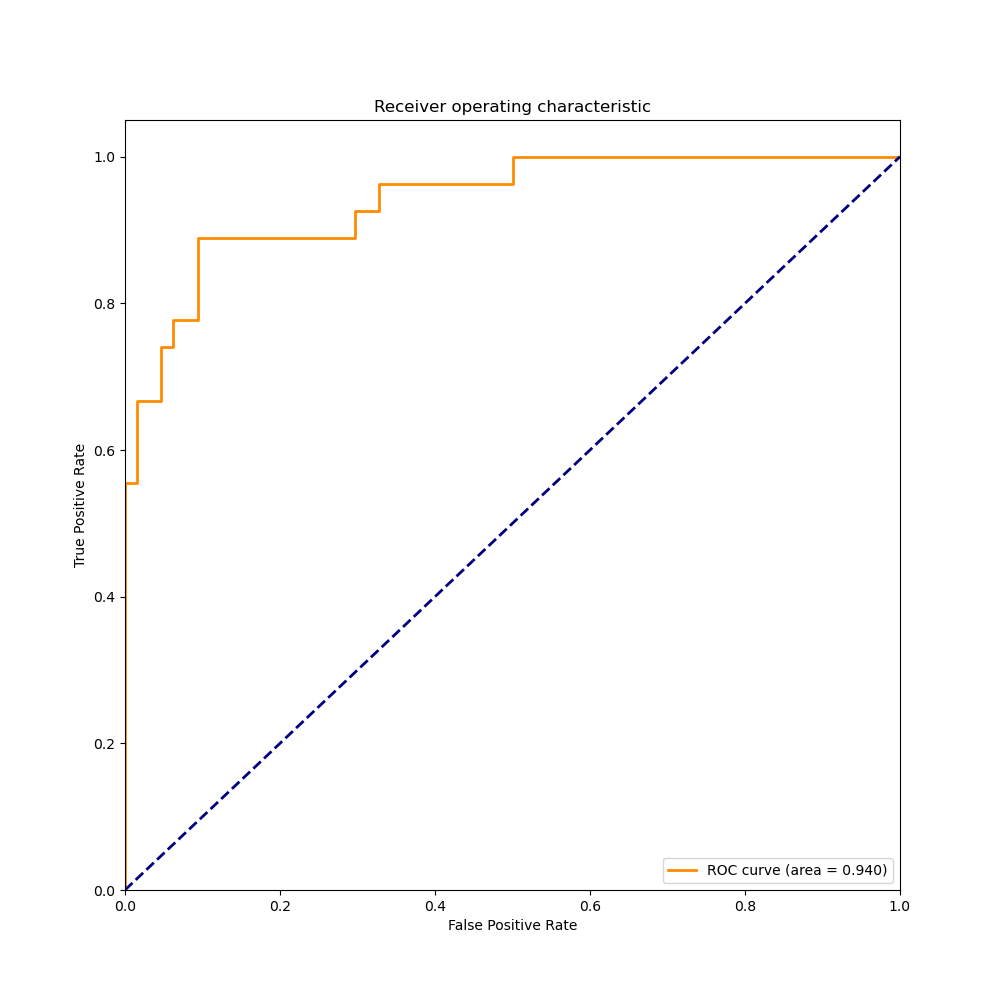 Receiver operating characteristic
1.0
0.8
0.6
0.4
0.2
0.0
True Positive Rate
ROC curve (area = 0.940)
0.0 0.2 0.4 0.6 0.8 1.0
False Positive Rate